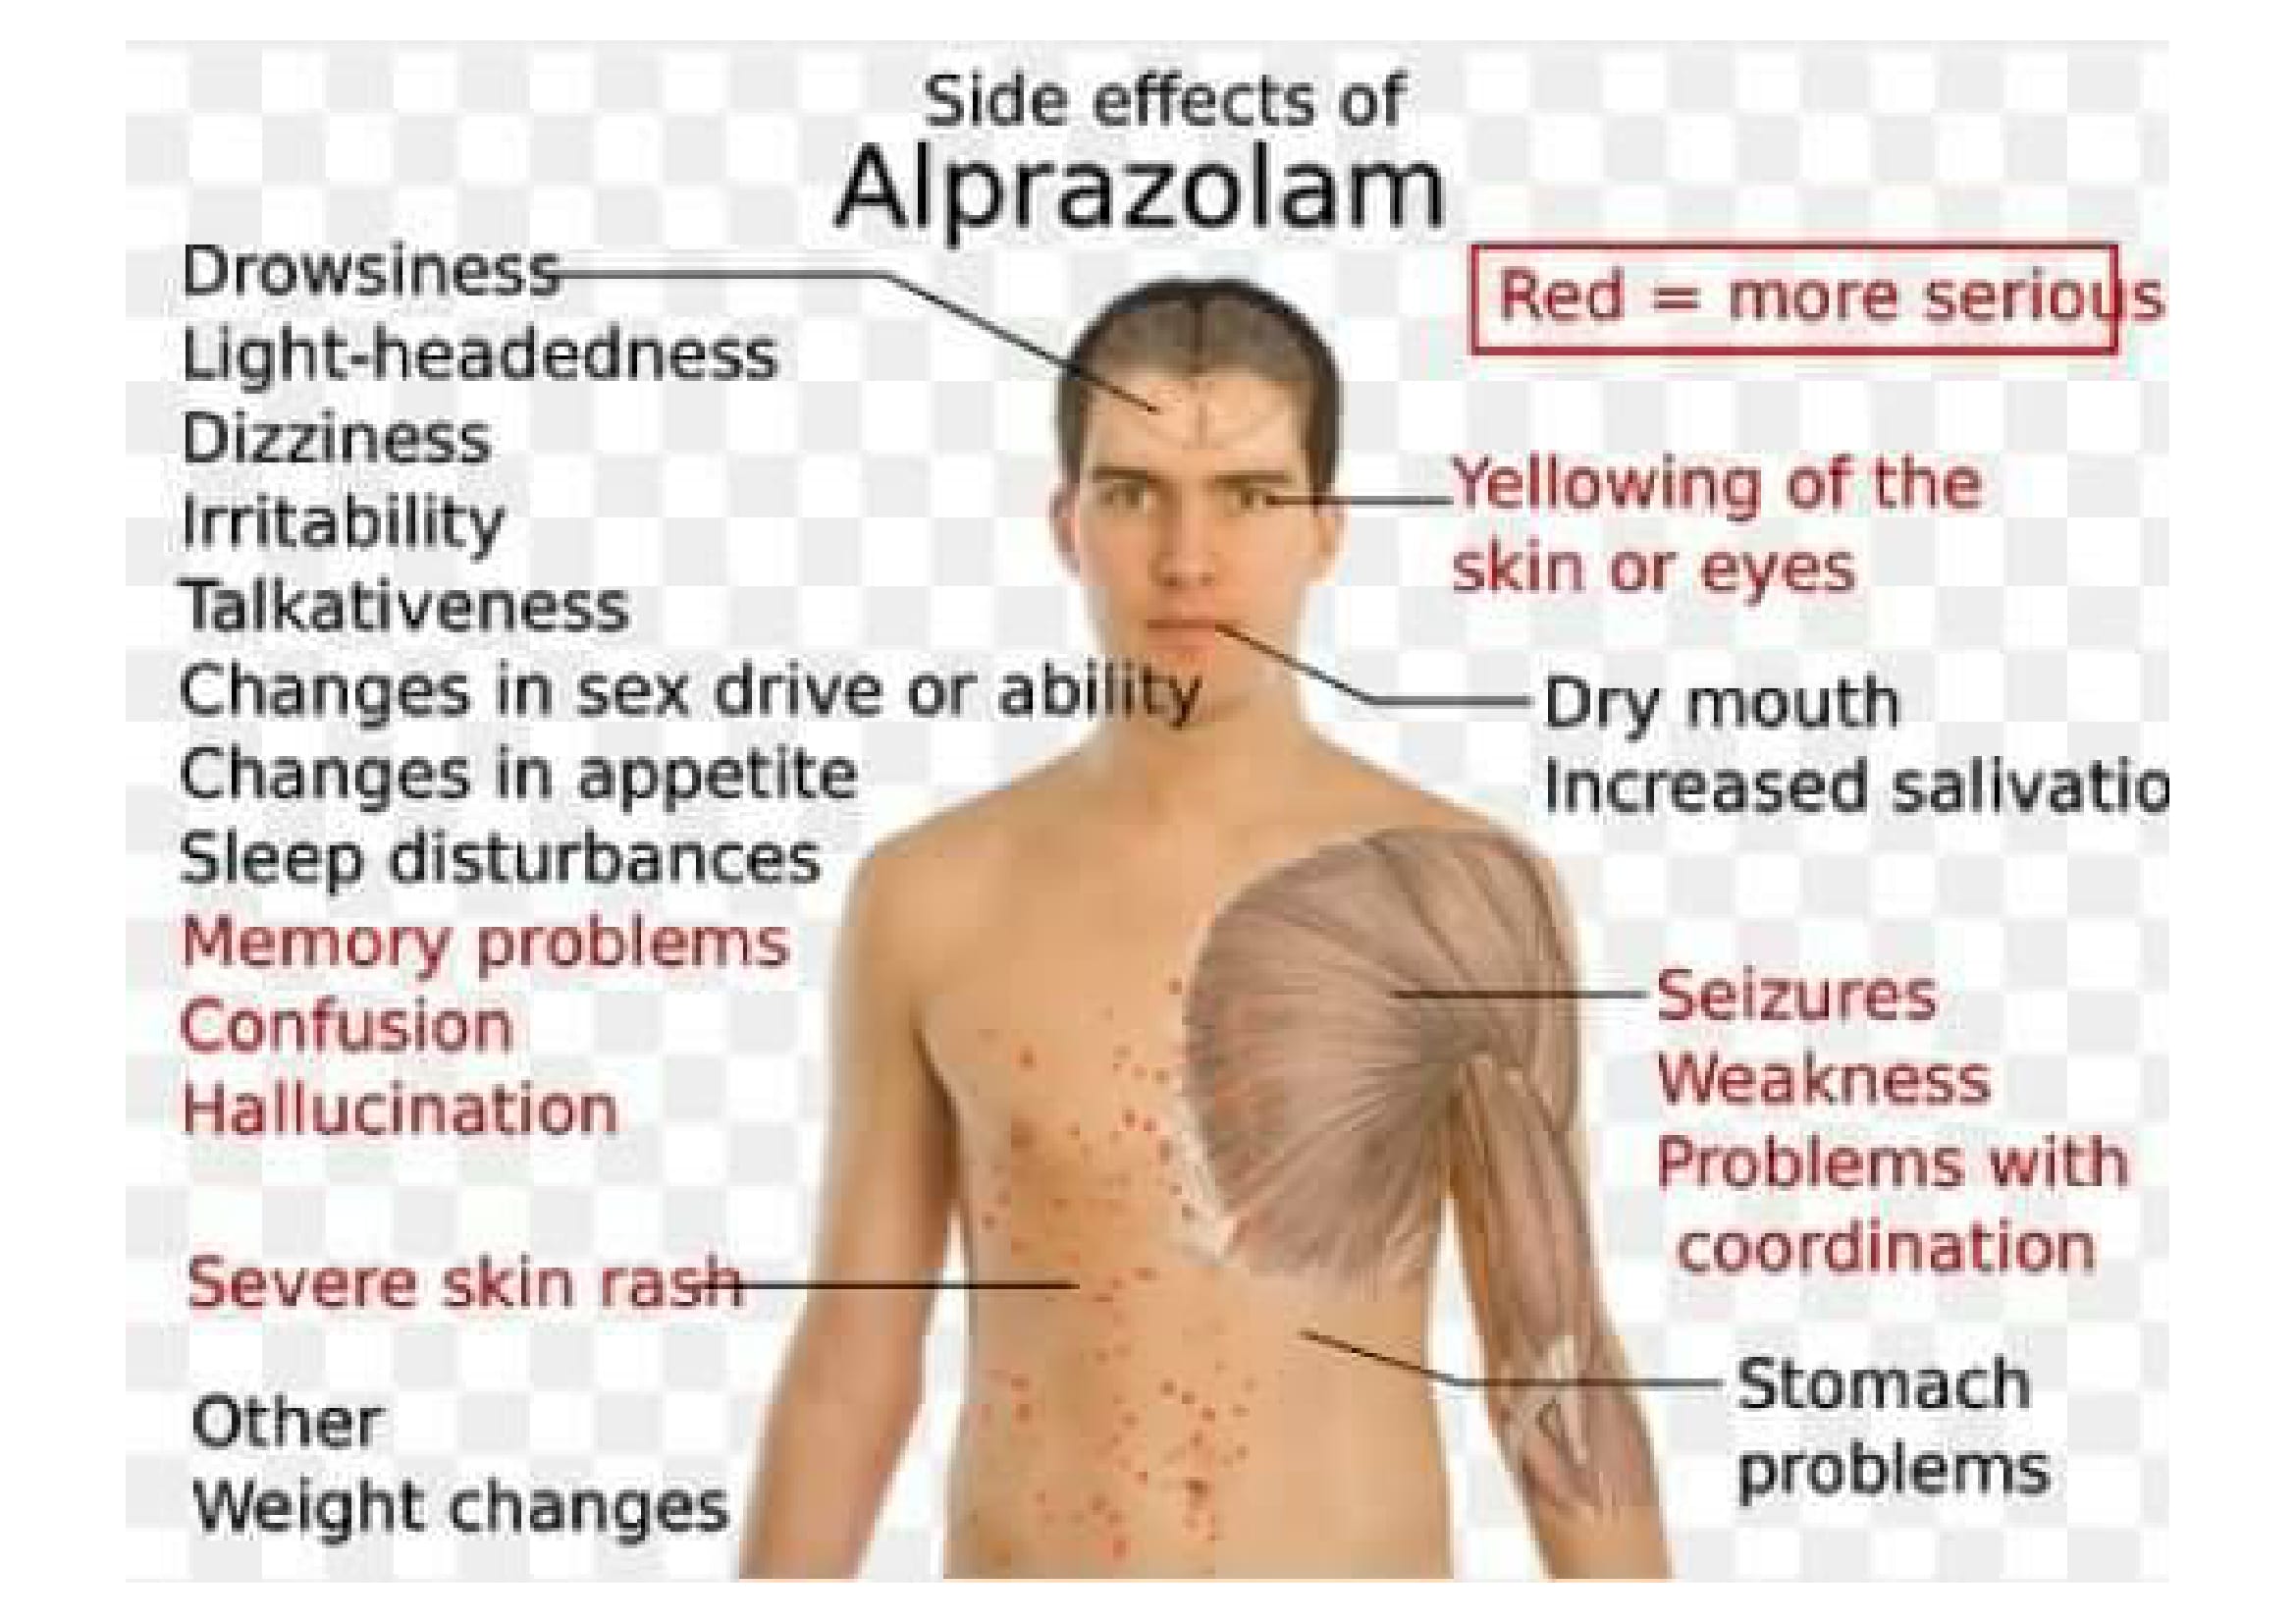 Side effects of
Alprazolam
Red = more serious
Drowsiness
Light-headedness
Dizziness
Irritability
Talkativeness
Changes in sex drive or ability
Changes in appetite
Sleep disturbances
Memory problems
Confusion
Hallucination
Severe skin rash
Other
Weight changes
Yellowing of the
skin or eyes
Dry mouth
Increased salivatio
Seizures
Weakness
Problems with
coordination
Stomach
problems